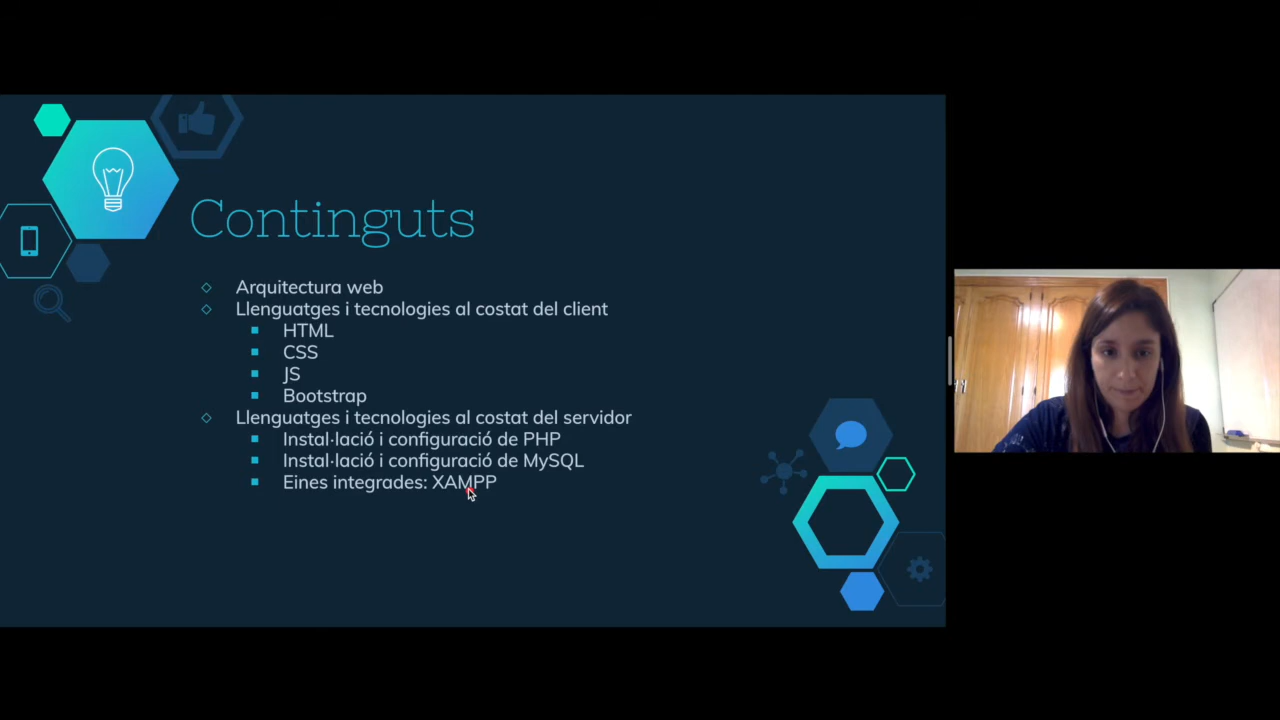 Continguts
Arquitectura web
Llenguatges i tecnologies al costat del client
HTML
CSS
JS
Bootstrap
Llenguatges i tecnologies al costat del servidor
Instal·lació i configuració de PHP
Instal·lació i configuració de MySQL
Eines integrades: XAMPP